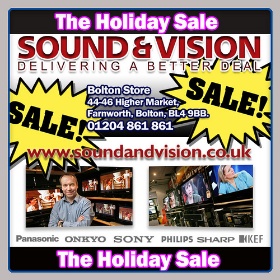 The Holiday Sale
SOUND & VISION
DELIVERING A BETTER DEAL
Bolton Store
44-46 Higher Market,
Farnworth, Bolton, BL4 9BB.
01204 861 861
SALE!
SALE!
www.soundandvision.co.uk
Panasonic ONKYO SONY PHILIPS SHARP KEF
The Holiday Sale